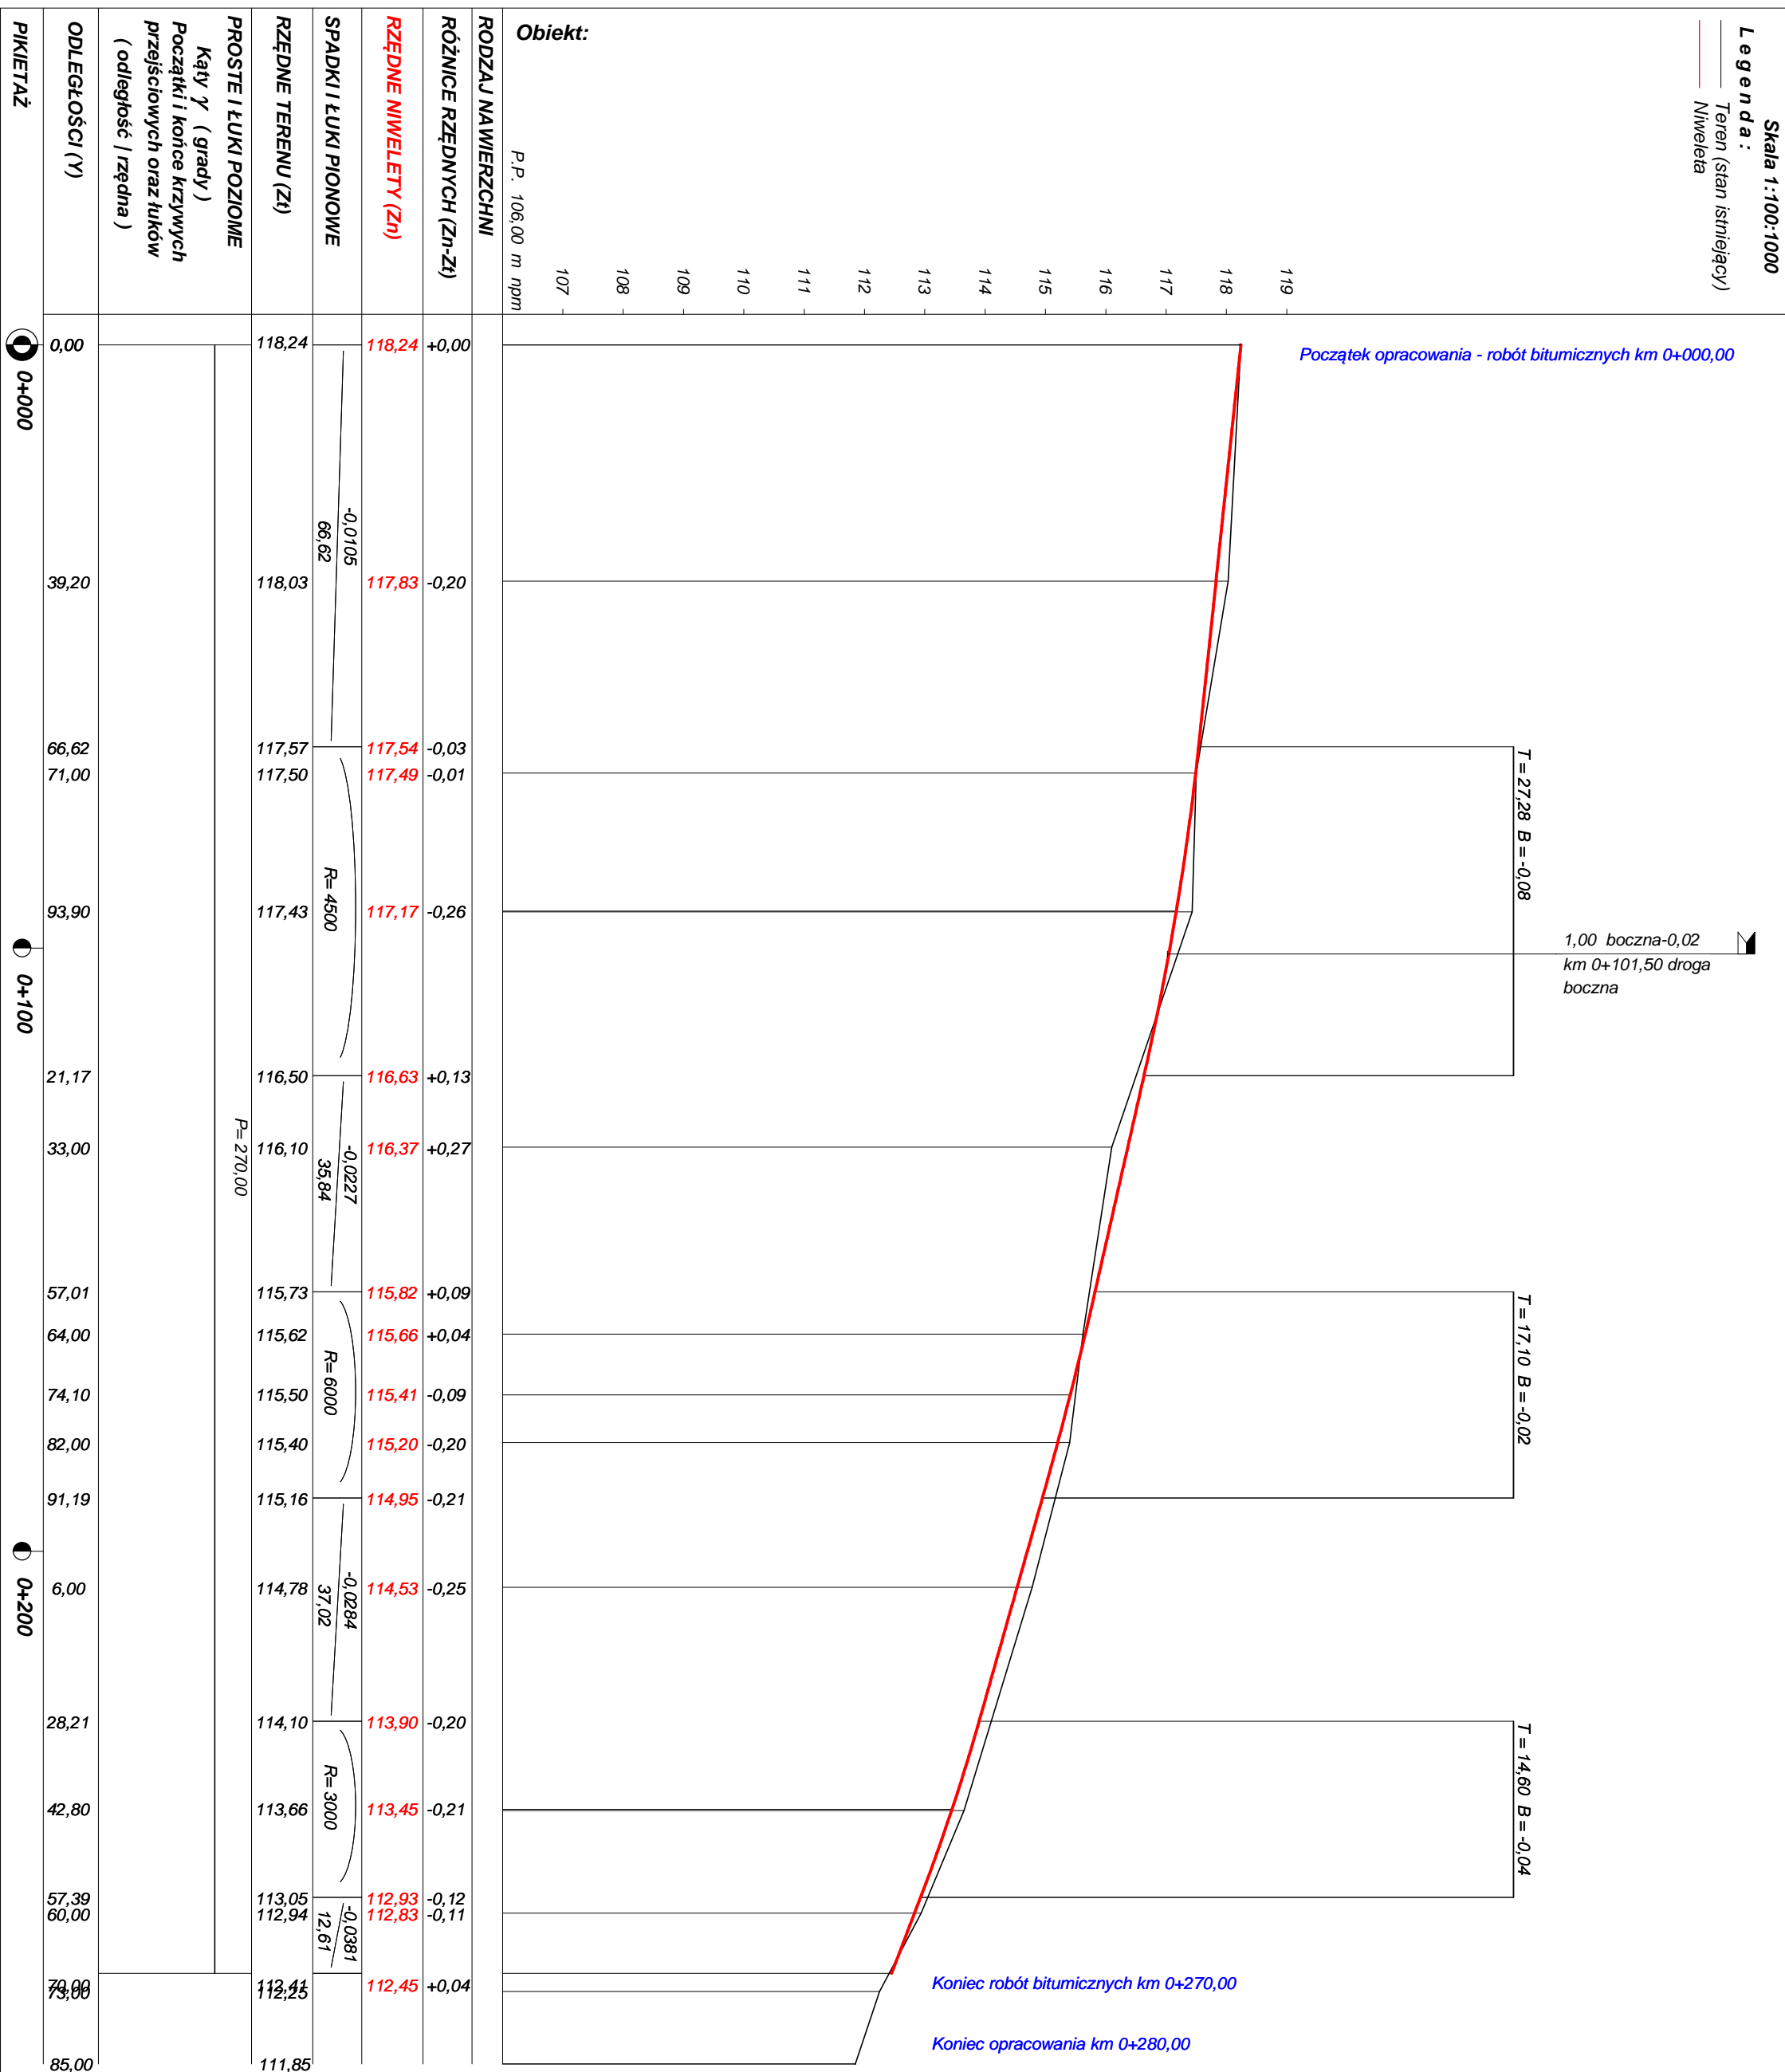 Skala 1:100:1000
Legenda :
Teren (stan istniejący)
Niweleta
119
118
117
116
115
114
113
112
111
110
109
108
107
P.P. 106,00 m npm
Obiekt:
Początek opracowania - robót bitumicznych km 0+000,00
T = 27,28 B = -0,08
1,00 boczna-0,02
km 0+101,50 droga
boczna
T = 17,10 B = -0,02
T = 14,60 B = -0,04
Koniec robót bitumicznych km 0+270,00
Koniec opracowania km 0+280,00
RODZAJ NAWIERZCHNI
RÓŻNICE RZĘDNYCH (Zn-Zt)
+0,00 -0,20 -0,03 -0,01 -0,26 +0,13 +0,27 +0,09 +0,04 -0,09 -0,20 -0,21 -0,25 -0,20 -0,21 -0,12 -0,11 +0,04
RZĘDNE NIWELETY (Zn)
118,24 117,83 117,54 117,49 117,17 116,63 116,37 115,82 115,66 115,41 115,20 114,95 114,53 113,90 113,45 112,93 112,83 112,45
SPADKI I ŁUKI PIONOWE
-0,0105
66,62
R= 4500
-0,0227
35,84
R= 6000
-0,0284
37,02
R= 3000
-0,0381
12,61
RZĘDNE TERENU (Zt)
118,24 118,03 117,57 117,50 117,43 116,50 116,10 115,73 115,62 115,50 115,40 115,16 114,78 114,10 113,66 113,05 112,94 112,41 112,25 111,85
PROSTE I ŁUKI POZIOME
Kąty γ ( grady )
Początki i końce krzywych
przejściowych oraz łuków
( odległość | rzędna )
P= 270,00
ODLEGŁOŚCI (Y)
0,00 39,20 66,62 71,00 93,90 21,17 33,00 57,01 64,00 74,10 82,00 91,19 6,00 28,21 42,80 57,39 60,00 70,00 73,00 85,00
PIKIETAŻ
0+000 0+100 0+200